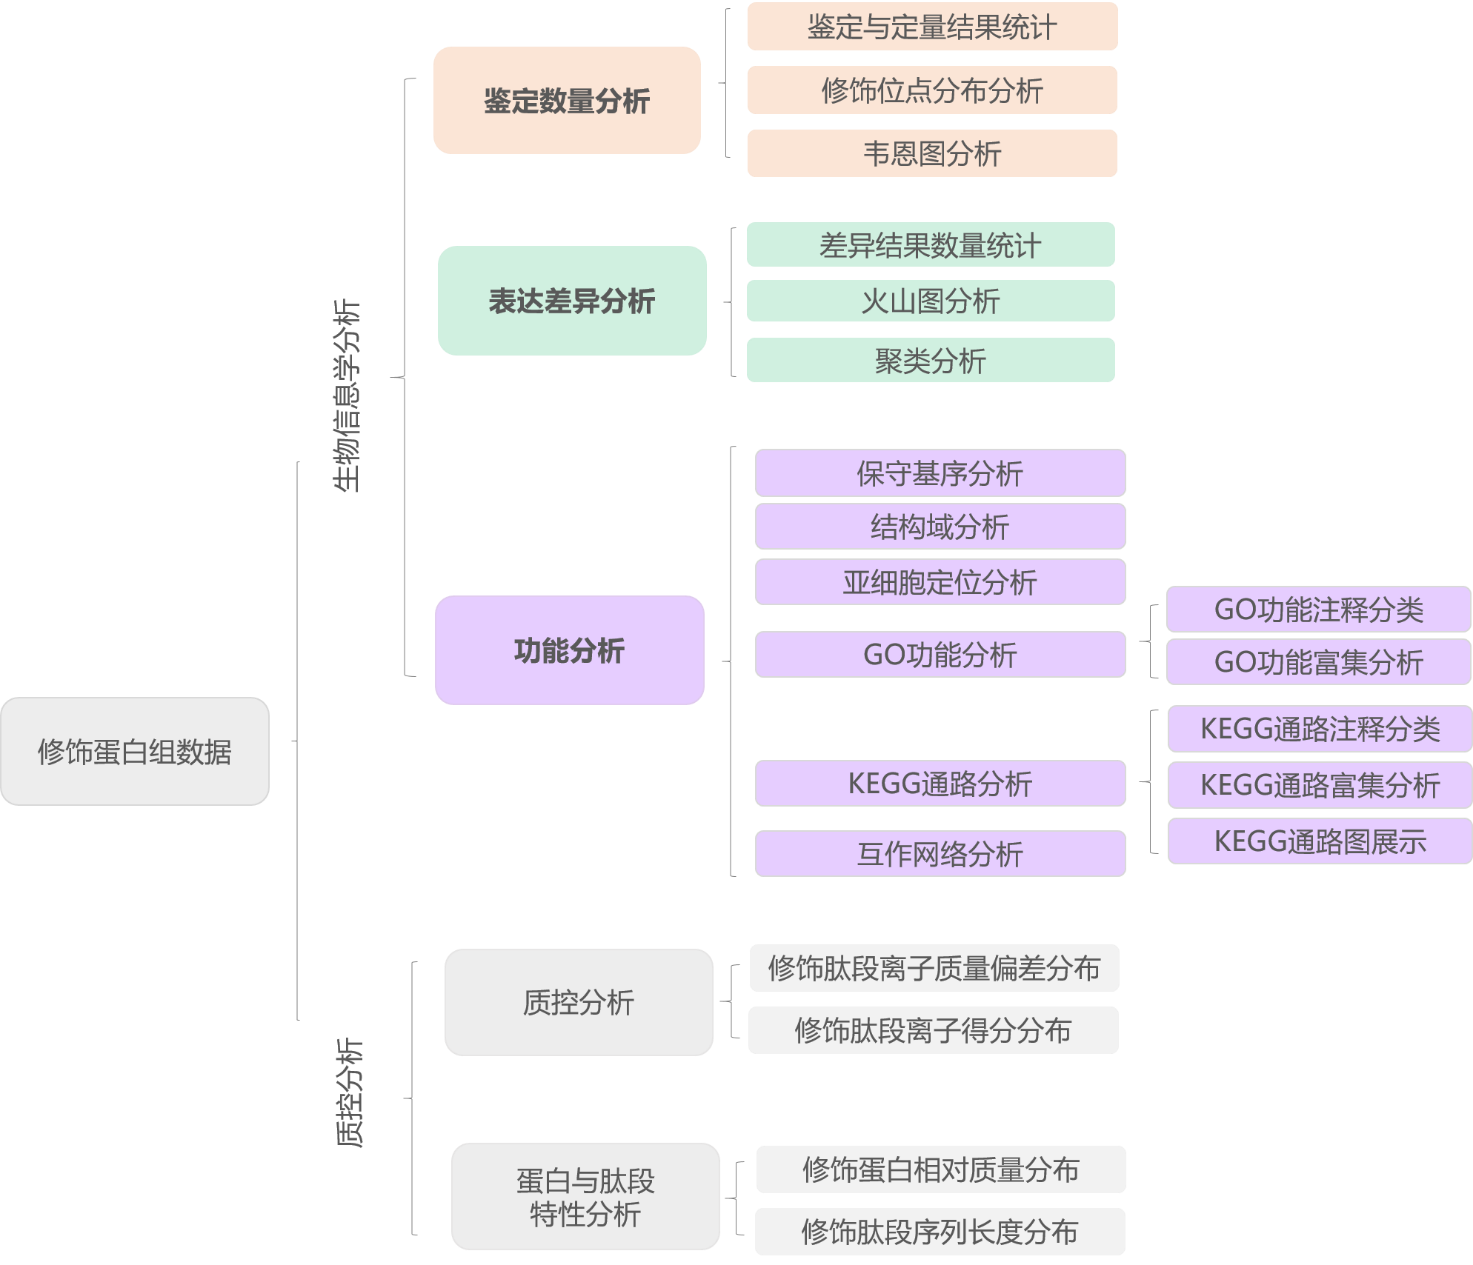 修饰蛋白组数据
生物信息学分析
鉴定数量分析
鉴定与定量结果统计
修饰位点分布分析
韦恩图分析
表达差异分析
差异结果数量统计
火山图分析
聚类分析
功能分析
保守基序分析
结构域分析
亚细胞定位分析
GO功能分析
GO功能注释分类
GO功能富集分析
KEGG通路分析
KEGG通路注释分类
KEGG通路富集分析
KEGG通路图展示
互作网络分析
质控分析
质控分析
修饰肽段离子质量偏差分布
修饰肽段离子得分分布
蛋白与肽段
特性分析
修饰蛋白相对质量分布
修饰肽段序列长度分布